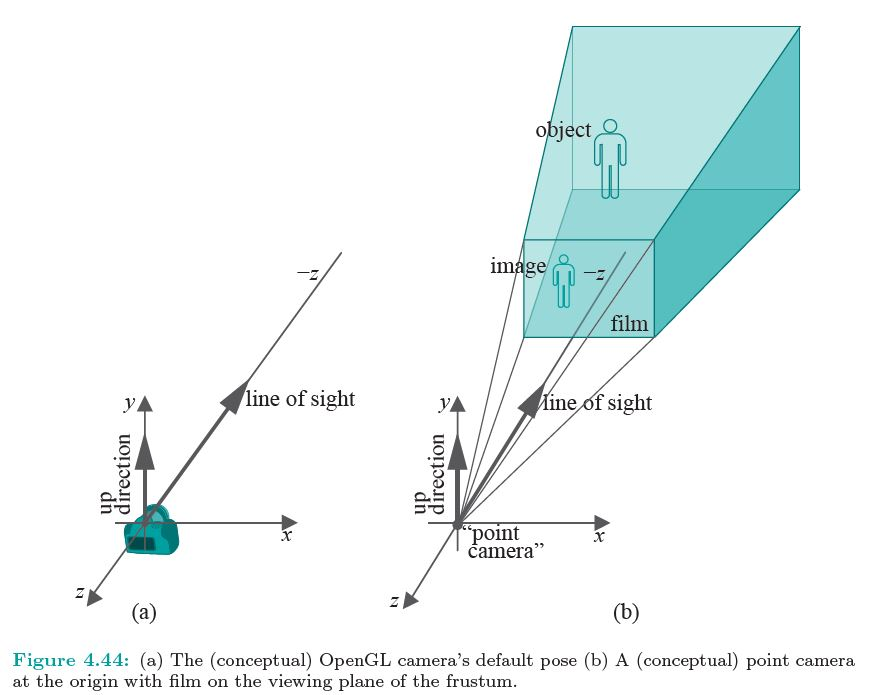 object
image
−z
film
−z
line of sight
y
up
direction
x
z
(a)
line of sight
y
up
direction
“point
camera”
x
z
(b)
Figure 4.44: (a) The (conceptual) OpenGL camera’s default pose (b) A (conceptual) point camera
at the origin with film on the viewing plane of the frustum.